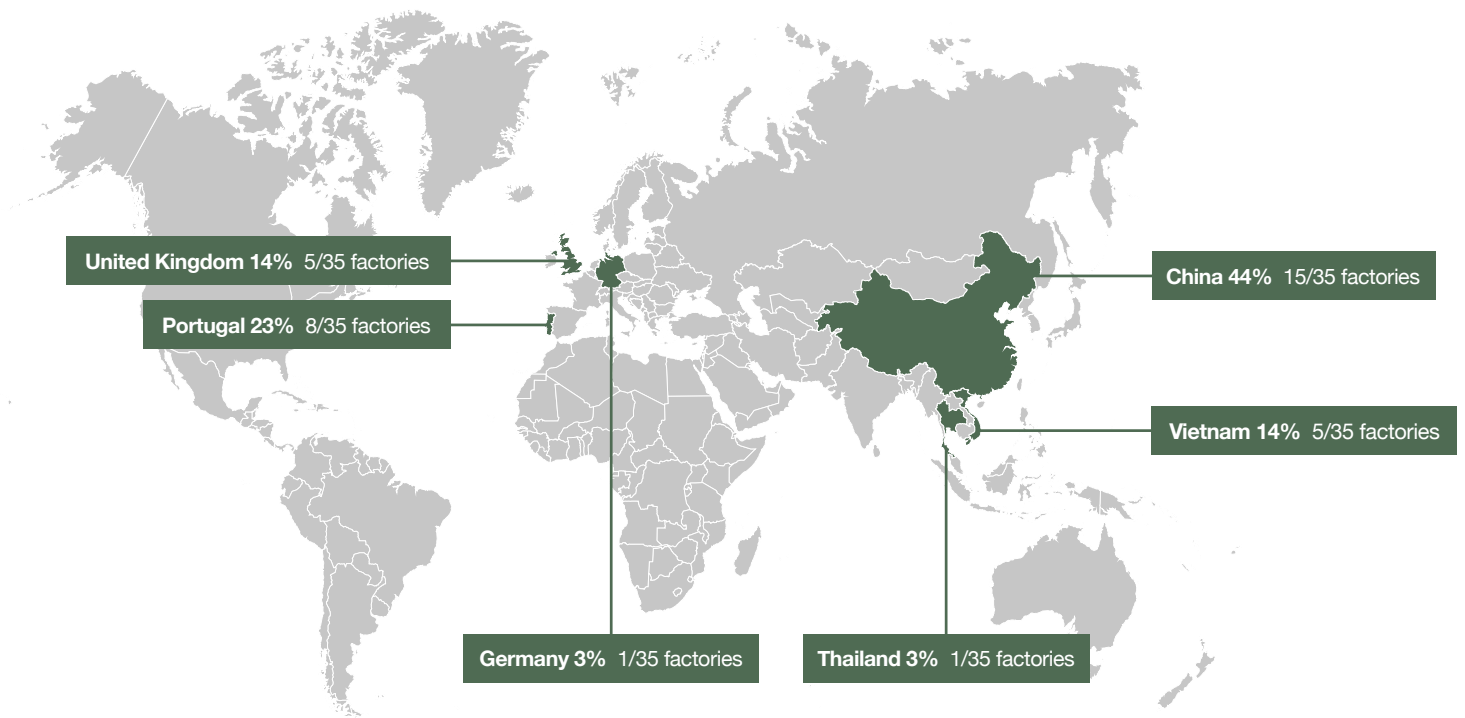 United Kingdom 14% 5/35 factories
China 44% 15/35 factories
Portugal 23% 8/35 factories
Vietnam 14% 5/35 factories
Germany 3% 1/35 factories
Thailand 3% 1/35 factories